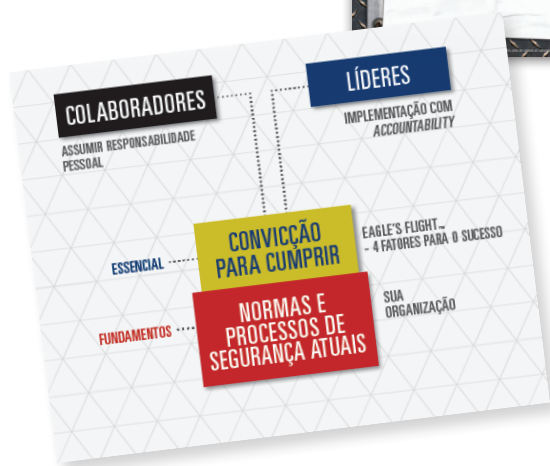 COLABORADORES
ASSUMIR RESPONSABILIDADE
PESSOAL
LÍDERES
IMPLEMENTAÇÃO COM
ACCOUNTABILITY
CONVICÇÃO
PARA CUMPRIR
ESSENCIAL
EAGLE'S FLIGHT™
- 4 FATORES PARA O SUCESSO
NORMAS E
PROCESSOS DE
SEGURANÇA ATUAIS
FUNDAMENTOS
SUA
ORGANIZAÇÃO